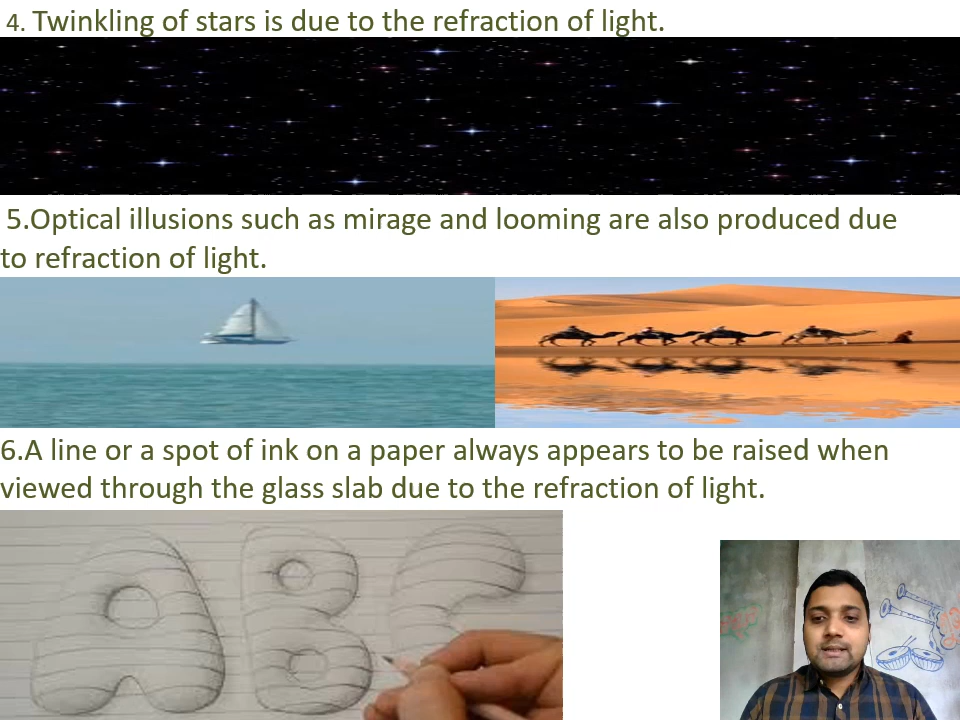 4. Twinkling of stars is due to the refraction of light.
5.Optical illusions such as mirage and looming are also produced due
to refraction of light.
6.A line or a spot of ink on a paper always appears to be raised when
viewed through the glass slab due to the refraction of light.
A B C